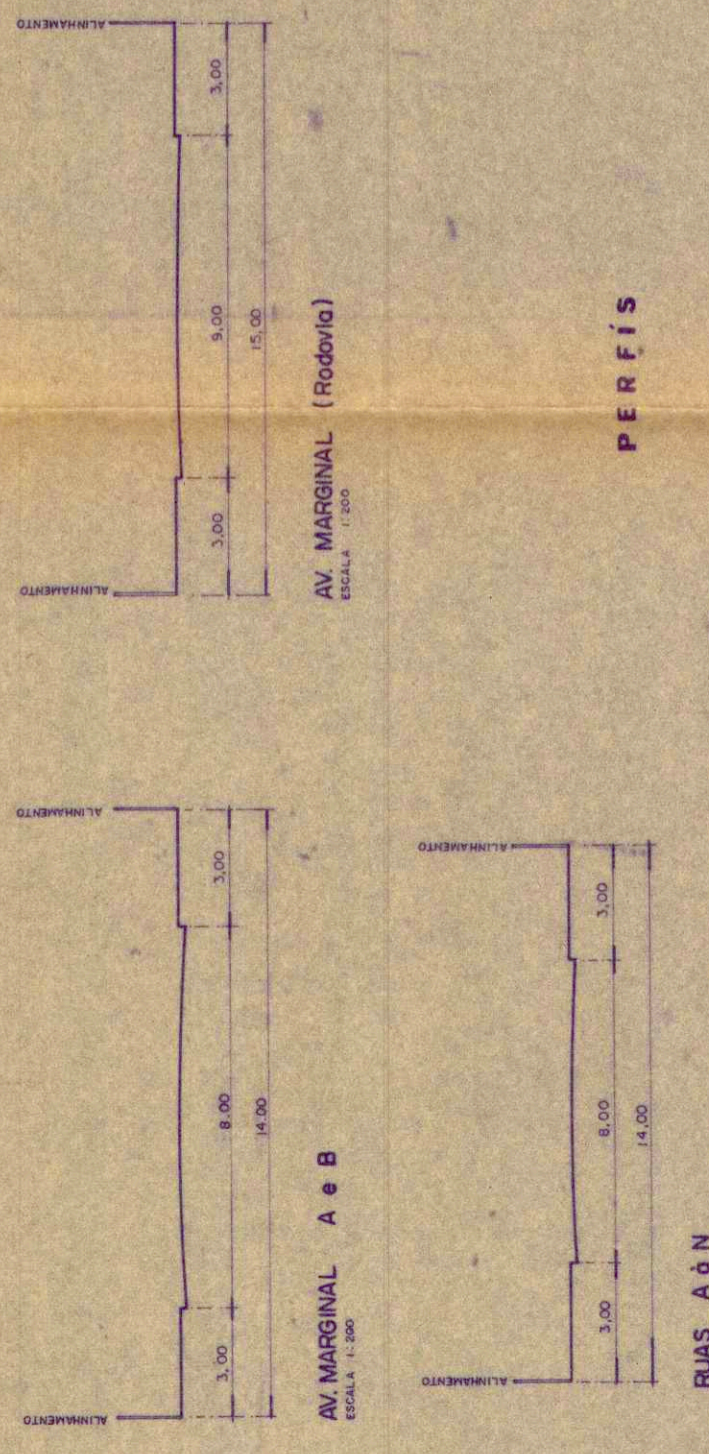 ALINHAMENTO
ALINHAMENTO
3,00
8.00
3,00
14.00
AV. MARGINAL A e B
ESCALA 1:200
ALINHAMENTO
ALINHAMENTO
3,00
9.00
3,00
15,00
AV. MARGINAL (Rodovia)
ESCALA 1:200
ALINHAMENTO
ALINHAMENTO
3,00
8.00
3,00
14,00
RUAS A à N
PERFÍS